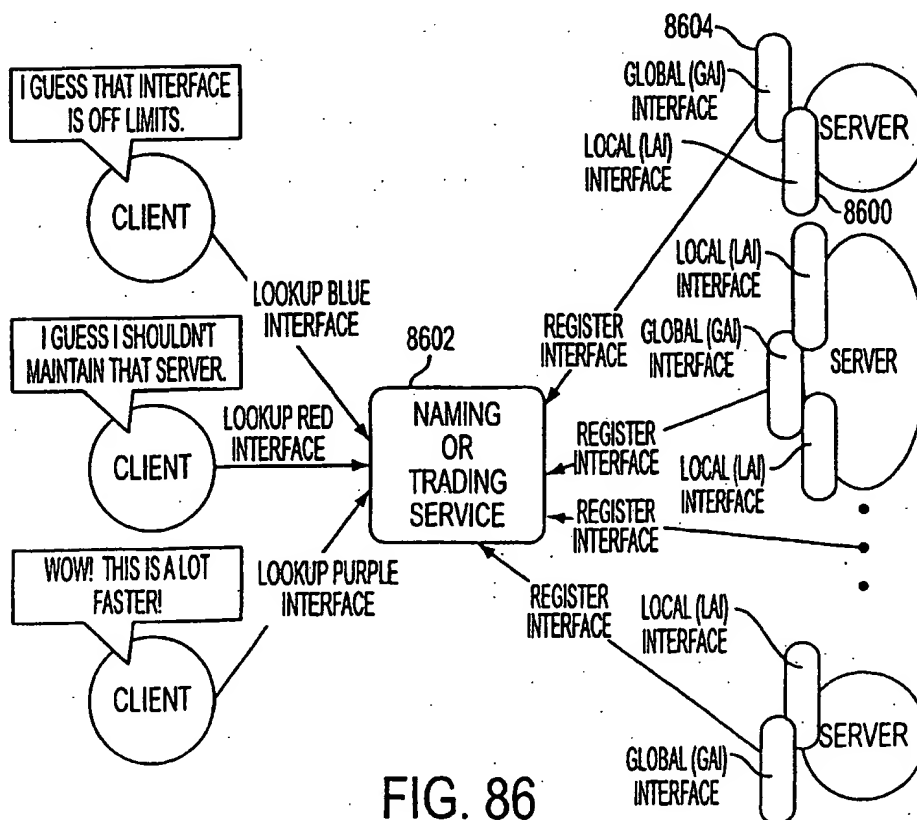 8604
I GUESS THAT INTERFACE
IS OFF LIMITS.
CLIENT
GLOBAL (GAI)
INTERFACE
SERVER
LOCAL (LAI)
INTERFACE
8600
LOOKUP BLUE
INTERFACE
I GUESS I SHOULDN'T
MAINTAIN THAT SERVER.
CLIENT
LOOKUP RED
INTERFACE
8602
NAMING
OR
TRADING
SERVICE
REGISTER
INTERFACE
LOCAL (LAI)
INTERFACE
GLOBAL (GAI)
INTERFACE
SERVER
REGISTER
INTERFACE
LOCAL (LAI)
INTERFACE
REGISTER
INTERFACE
WOW! THIS IS A LOT
FASTER!
CLIENT
LOOKUP PURPLE
INTERFACE
REGISTER
INTERFACE
LOCAL (LAI)
INTERFACE
SERVER
GLOBAL (GAI)
INTERFACE
FIG. 86